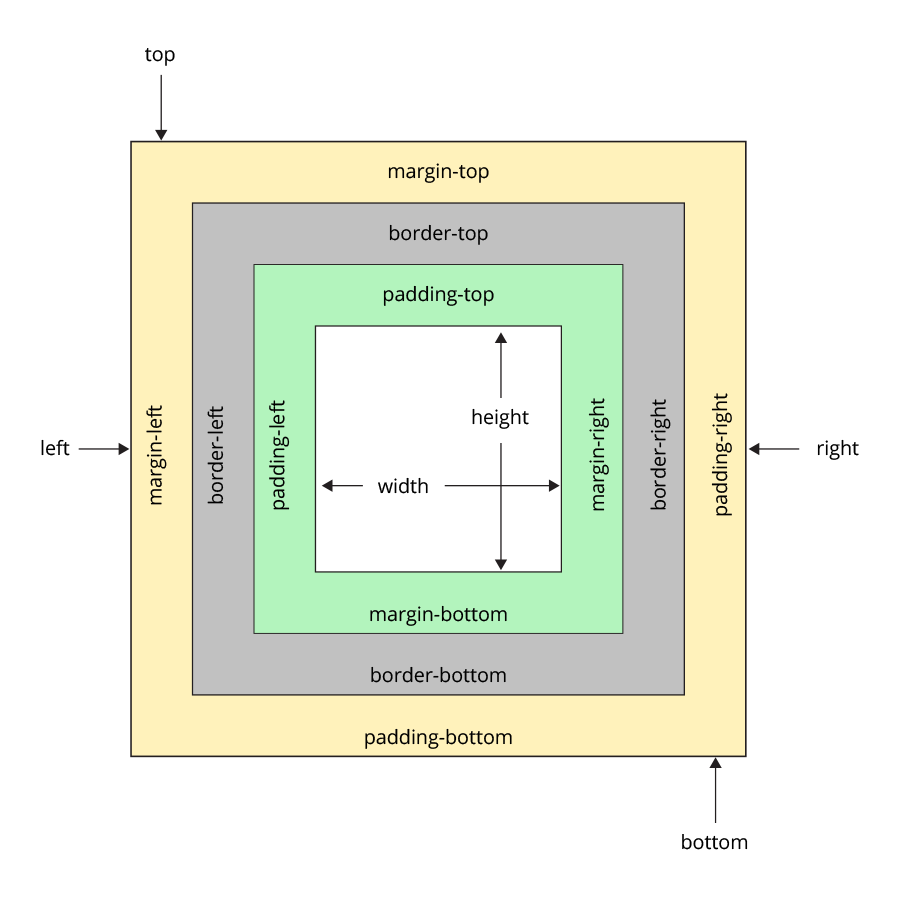 top
margin-top
border-top
padding-top
height
width
left
margin-left
border-left
padding-left
margin-right
border-right
padding-right
right
margin-bottom
border-bottom
padding-bottom
bottom